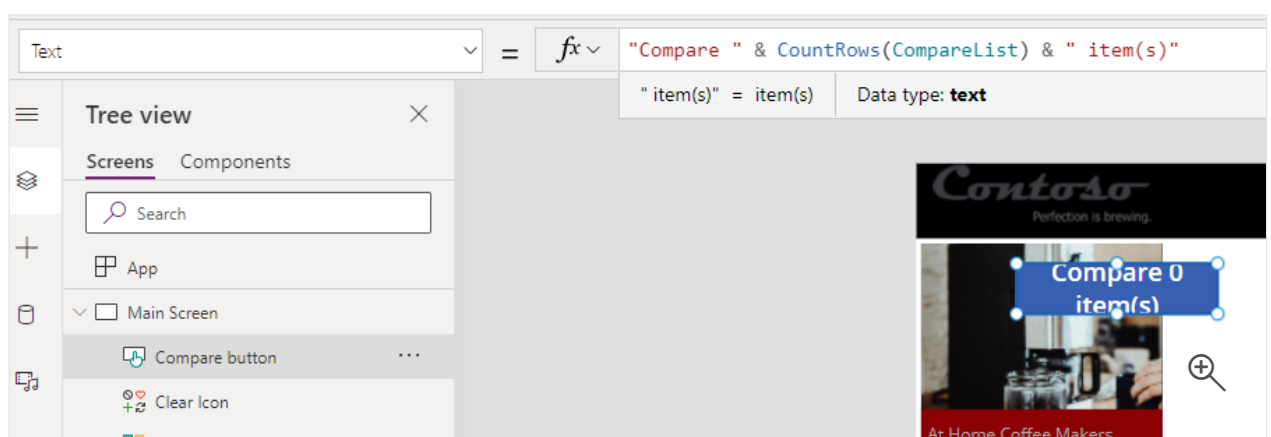 Text = fx "Compare " & CountRows(CompareList) & " item(s)"
" item(s)" = item(s) Data type: text
Tree view
Screens Components
Search
App
Main Screen
Compare button
Clear Icon
Contoso
Perfection is brewing.
Compare 0
item(s)
At Home Coffee Makers